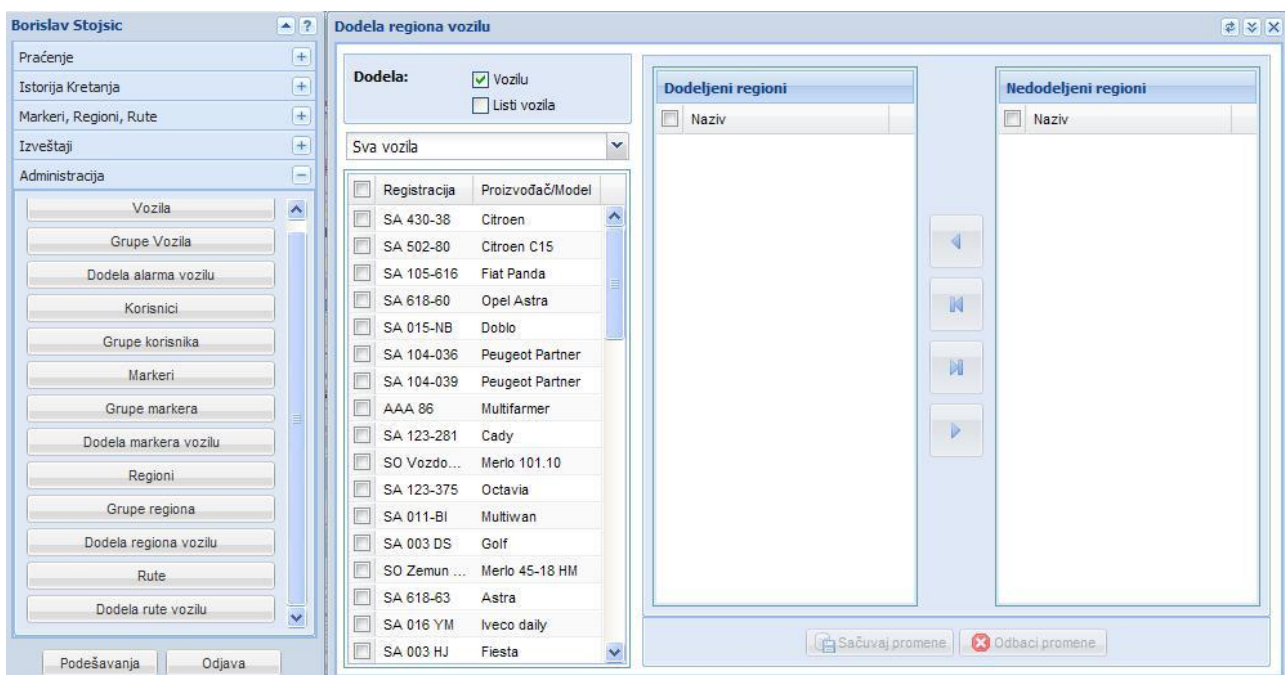 Borislav Stojsic
Praćenje
Istorija Kretanja
Markeri, Regioni, Rute
Izveštaji
Administracija
Vozila
Grupe Vozila
Dodela alarma vozilu
Korisnici
Grupe korisnika
Markeri
Grupe markera
Dodela markera vozilu
Regioni
Grupe regiona
Dodela regiona vozilu
Rute
Dodela rute vozilu
Podešavanja Odjava
Dodela regiona vozilu
Dodela: Vozilu
Listi vozila
Sva vozila
Registracija Proizvođač/Model
SA 430-38 Citroen
SA 502-80 Citroen C15
SA 105-616 Fiat Panda
SA 618-60 Opel Astra
SA 015-NB Doblo
SA 104-036 Peugeot Partner
SA 104-039 Peugeot Partner
AAA 86 Multifarmer
SA 123-281 Cady
SO Vozdo... Merlo 101.10
SA 123-375 Octavia
SA 011-BI Multiwan
SA 003 DS Golf
SO Zemun ... Merlo 45-18 HM
SA 618-63 Astra
SA 016 YM Iveco daily
SA 003 HJ Fiesta
Dodeljeni regioni
Naziv
Nedodeljeni regioni
Naziv
Sačuvaj promene Odbaci promene